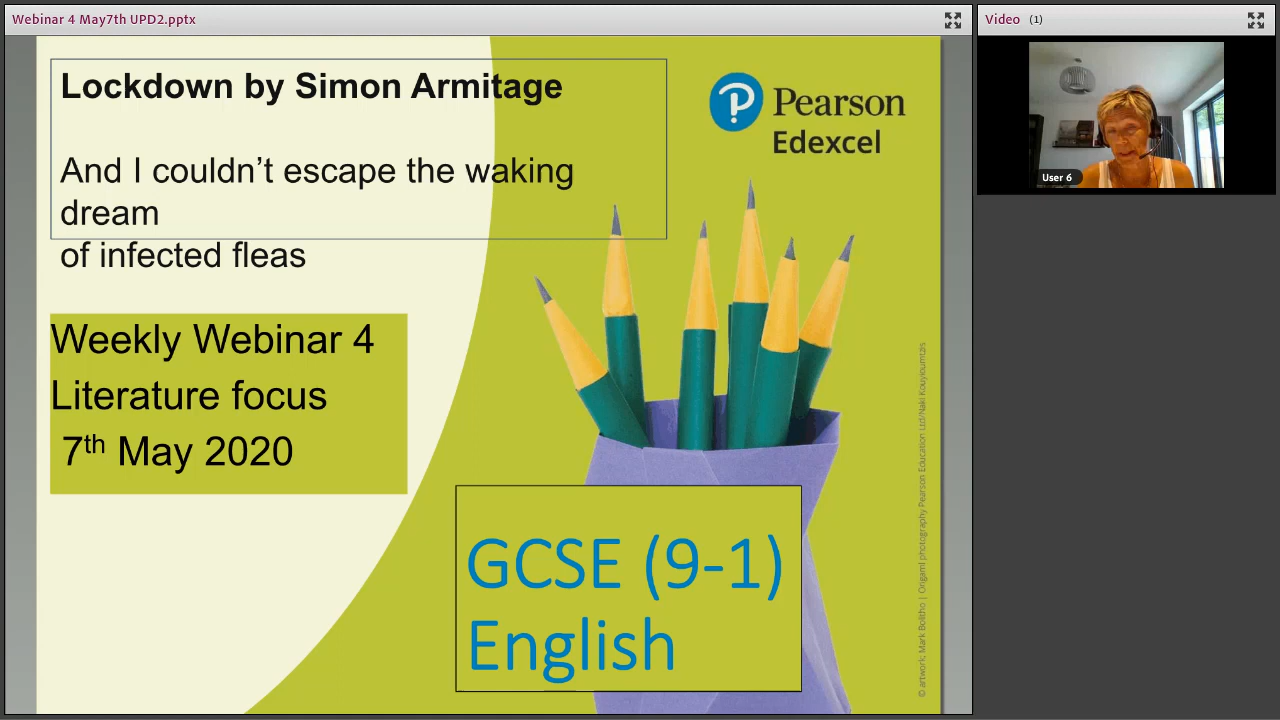 Webinar 4 May7th UPD2.pptx
Video (1)
Lockdown by Simon Armitage
And I couldn’t escape the waking
dream
of infected fleas
Pearson
Edexcel
User 6
Weekly Webinar 4
Literature focus
7th May 2020
GCSE (9-1)
English
© artwork; Mark Bolitho | Origami photography Pearson Education Ltd/Naki Kouyioumtzis